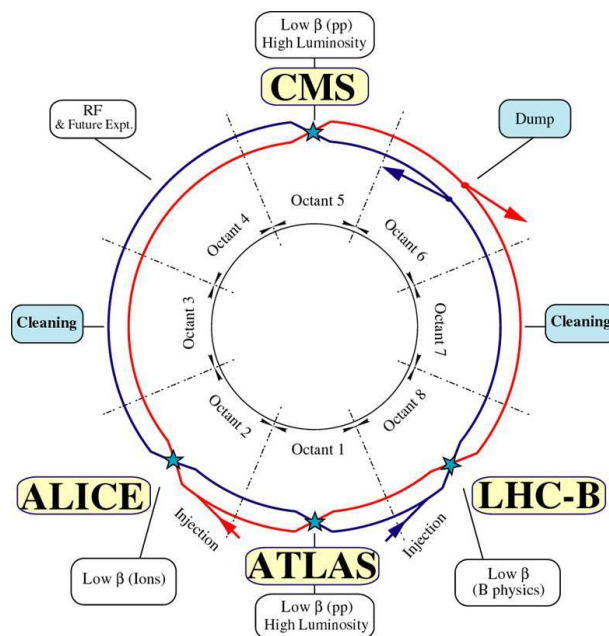 Low β (pp)
High Luminosity
CMS
RF
& Future Expt.
Dump
Octant 5
Octant 4
Octant 6
Cleaning
Octant 3
Octant 7
Cleaning
Octant 2
Octant 8
Octant 1
ALICE
LHC-B
Injection
Injection
ATLAS
Low β (Ions)
Low β
(B physics)
Low β (pp)
High Luminosity